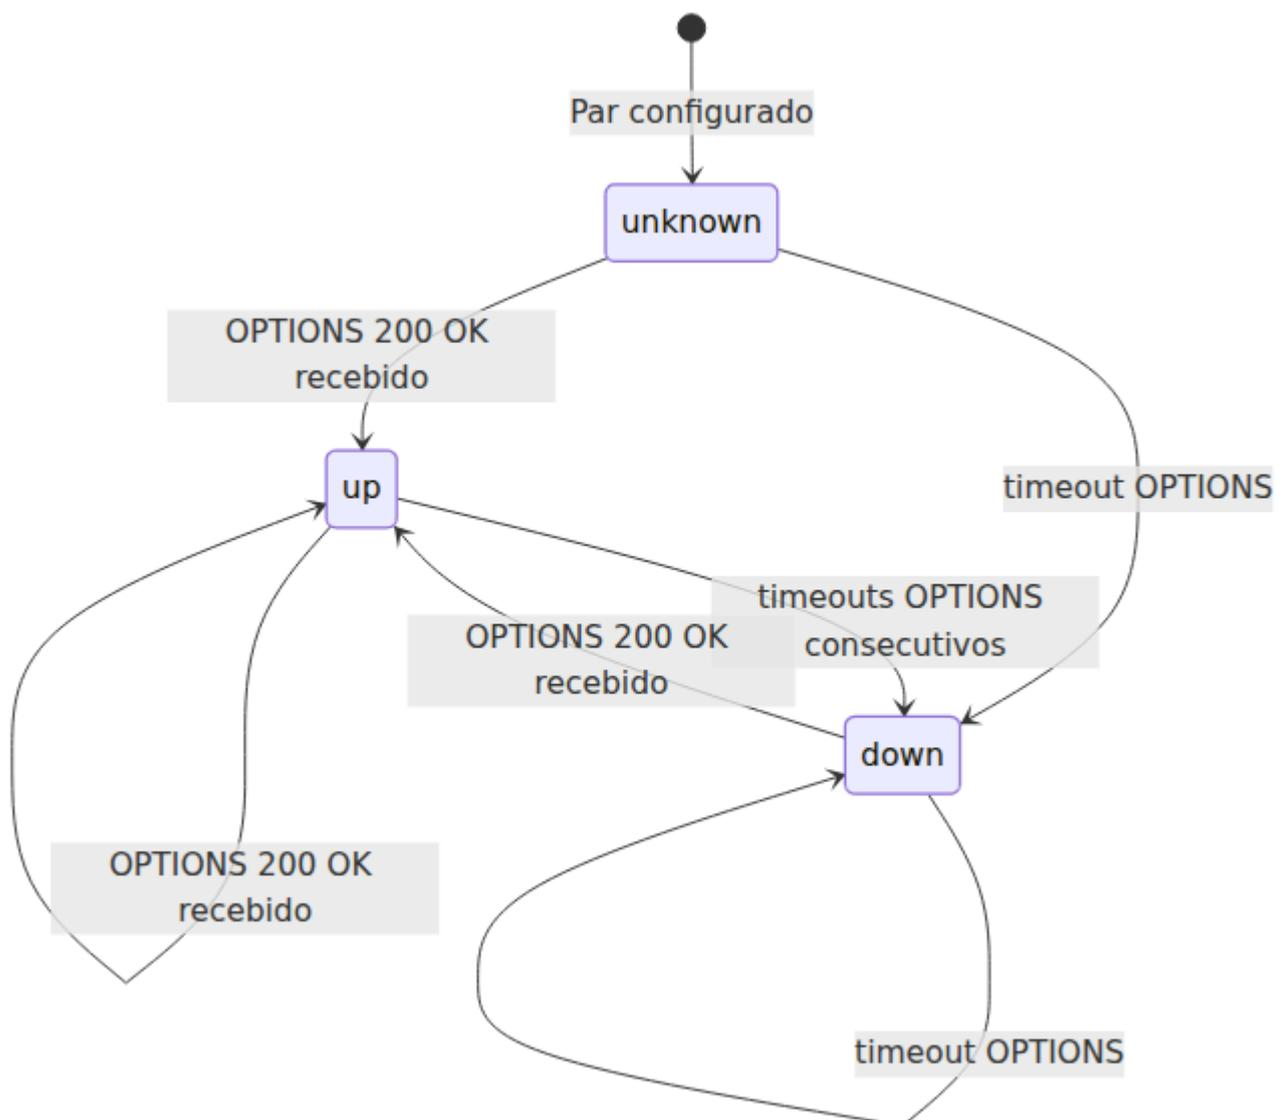 Par configurado
unknown
OPTIONS 200 OK
recebido
up
timeout OPTIONS
timeouts OPTIONS
consecutivos
OPTIONS 200 OK
recebido
down
OPTIONS 200 OK
recebido
timeout OPTIONS